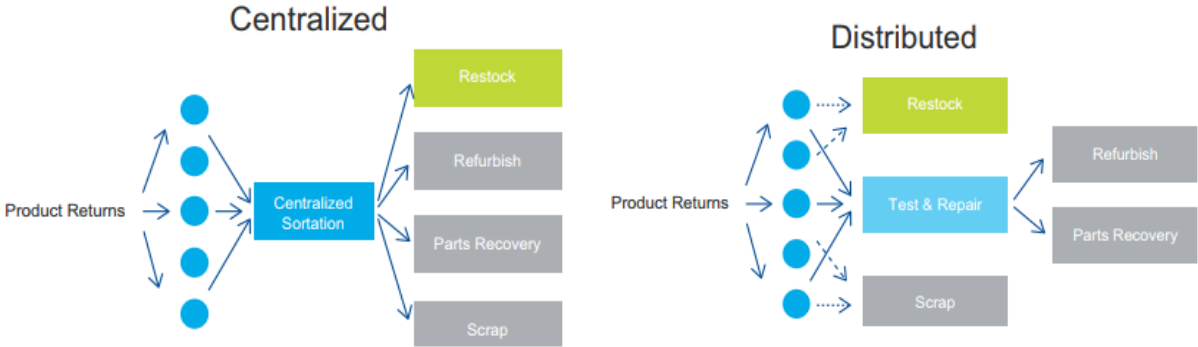 Centralized
Product Returns
Centralized
Sortation
Restock
Refurbish
Parts Recovery
Scrap
Distributed
Product Returns
Restock
Test & Repair
Scrap
Refurbish
Parts Recovery